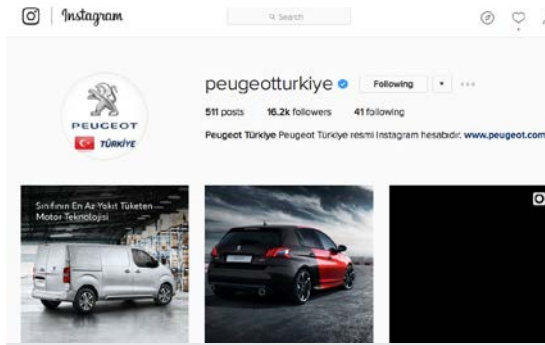 Instagram
Search
peugeotturkiye Following
511 posts 16.2k followers 41 following
Peugeot Türkiye Peugeot Türkiye resmi Instagram hesabıdır. www.peugeot.com
PEUGEOT
TÜRKİYE
Sınıfının En Az Yakıt Tüketen
Motor Teknolojisi